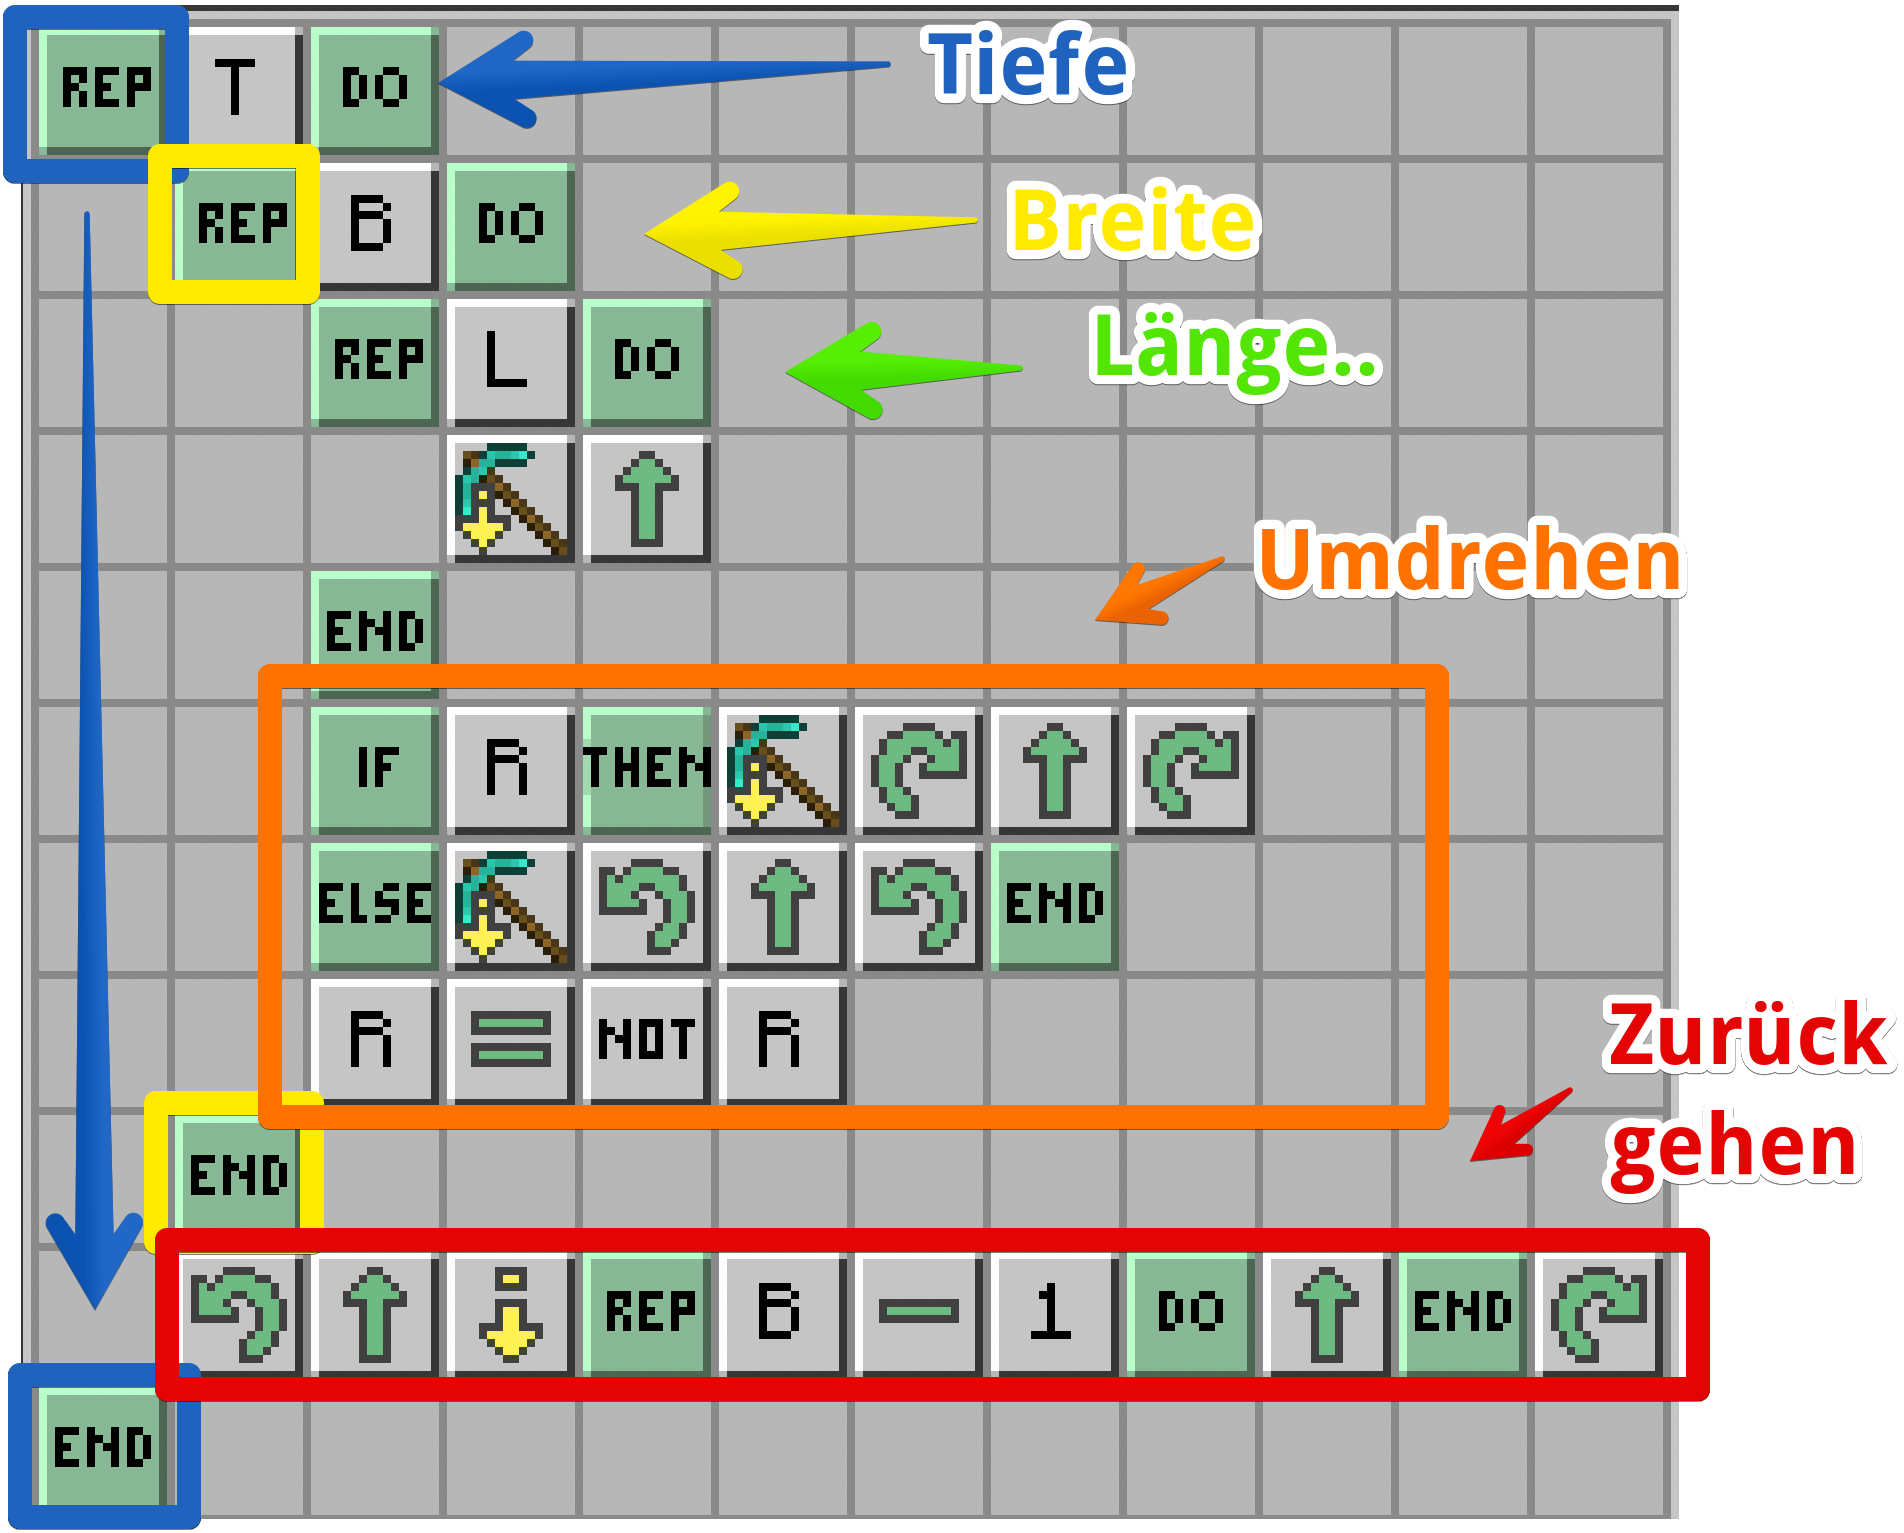 REP T DO
Tiefe
REP B DO
Breite
REP L DO
Länge..
Umdrehen
END
IF R THEN
ELSE END
R = NOT R
Zurück
gehen
END
REP B - 1 DO END
END